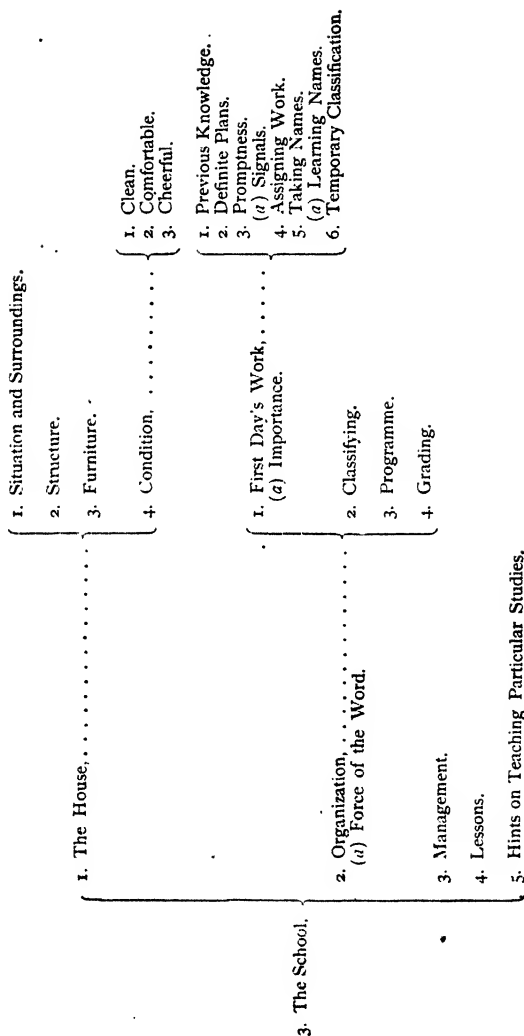 3. The School.
1. The House, . . . . . . . . . . . . . . .
1. Situation and Surroundings.
2. Structure.
3. Furniture.
4. Condition, . . . . . . . . .
1. Clean.
2. Comfortable.
3. Cheerful.
2. Organization, . . . . . . . . . . . . . . .
(a) Force of the Word.
1. First Day's Work, . . . . .
(a) Importance.
1. Previous Knowledge.
2. Definite Plans.
3. Promptness.
(a) Signals.
4. Assigning Work.
5. Taking Names.
(a) Learning Names.
6. Temporary Classification.
2. Classifying.
3. Programme.
4. Grading.
3. Management.
4. Lessons.
5. Hints on Teaching Particular Studies.